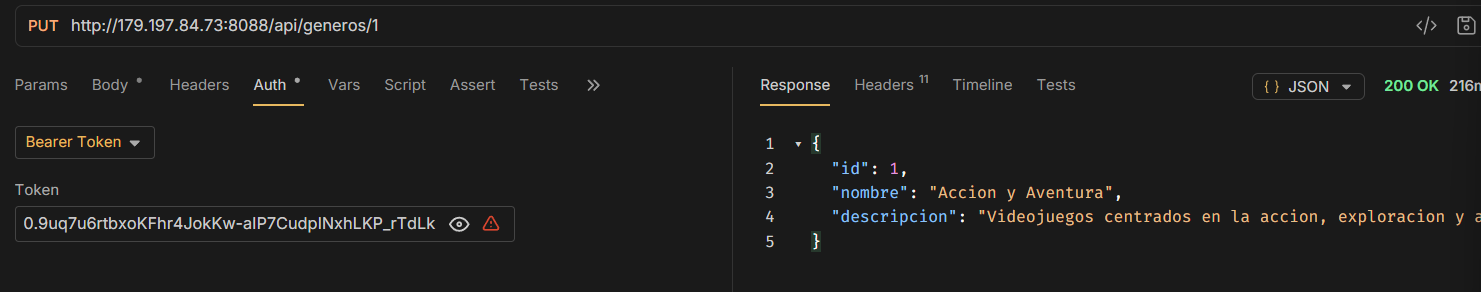 PUT http://179.197.84.73:8088/api/generos/1
Params Body Headers Auth Vars Script Assert Tests
Response Headers 11 Timeline Tests { } JSON 200 OK 216m
Bearer Token
Token
0.9uq7u6rtbxoKFhr4JokKw-aIP7CudpINxhLKP_rTdLk
1 {
2 "id": 1,
3 "nombre": "Accion y Aventura",
4 "descripcion": "Videojuegos centrados en la accion, exploracion y a
5 }